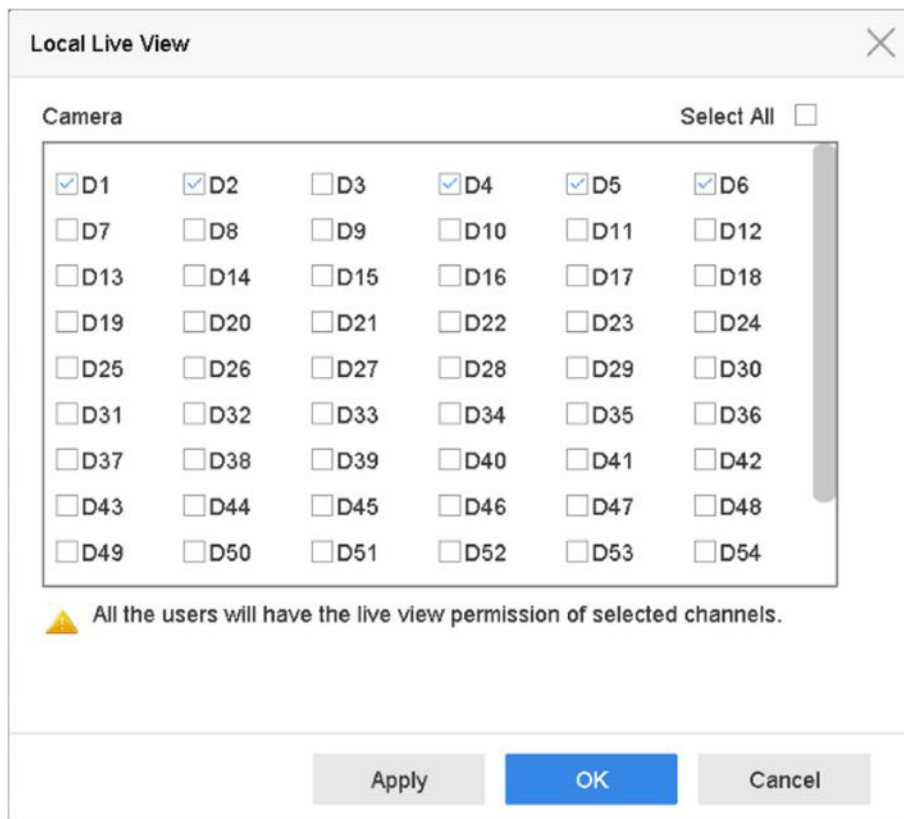 Local Live View
Camera Select All
D1 D2 D3 D4 D5 D6
D7 D8 D9 D10 D11 D12
D13 D14 D15 D16 D17 D18
D19 D20 D21 D22 D23 D24
D25 D26 D27 D28 D29 D30
D31 D32 D33 D34 D35 D36
D37 D38 D39 D40 D41 D42
D43 D44 D45 D46 D47 D48
D49 D50 D51 D52 D53 D54
All the users will have the live view permission of selected channels.
Apply OK Cancel